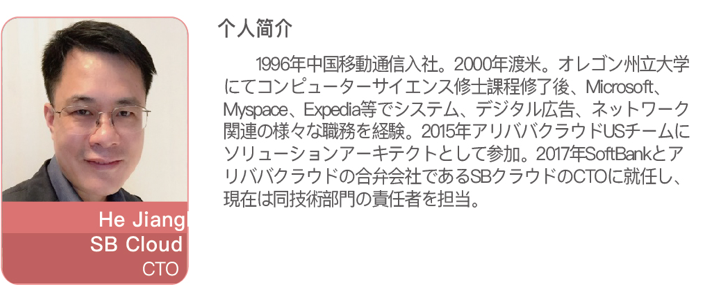 个人简介
1996年中国移動通信入社。2000年渡米。オレゴン州立大学
にてコンピューターサイエンス修士課程修了後、Microsoft、
Myspace、Expedia等でシステム、デジタル広告、ネットワーク
関連の様々な職務を経験。2015年アリババクラウドUSチームに
ソリューションアーキテクトとして参加。2017年SoftBankとア
リババクラウドの合弁会社であるSBクラウドのCTOに就任し、
現在は同技術部門の責任者を担当。
He Jiang
SB Cloud
CTO